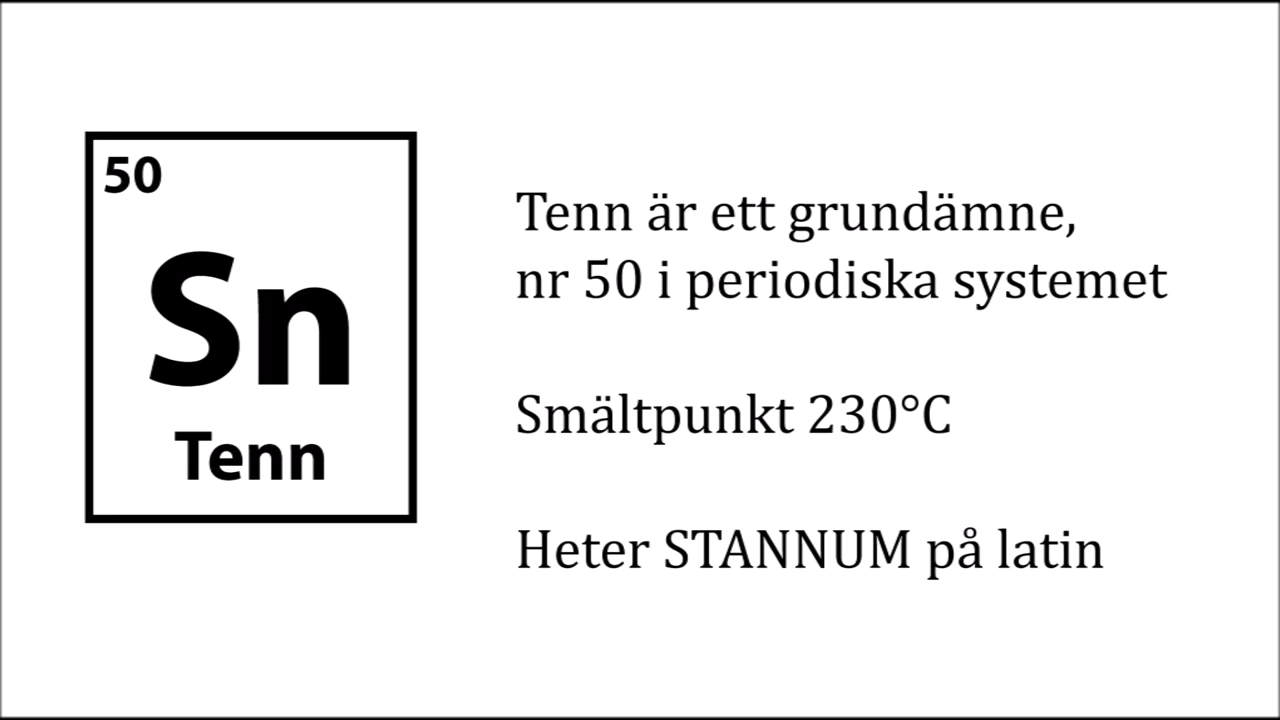 50
Sn
Tenn
Tenn är ett grundämne,
nr 50 i periodiska systemet
Smältpunkt 230°C
Heter STANNUM på latin